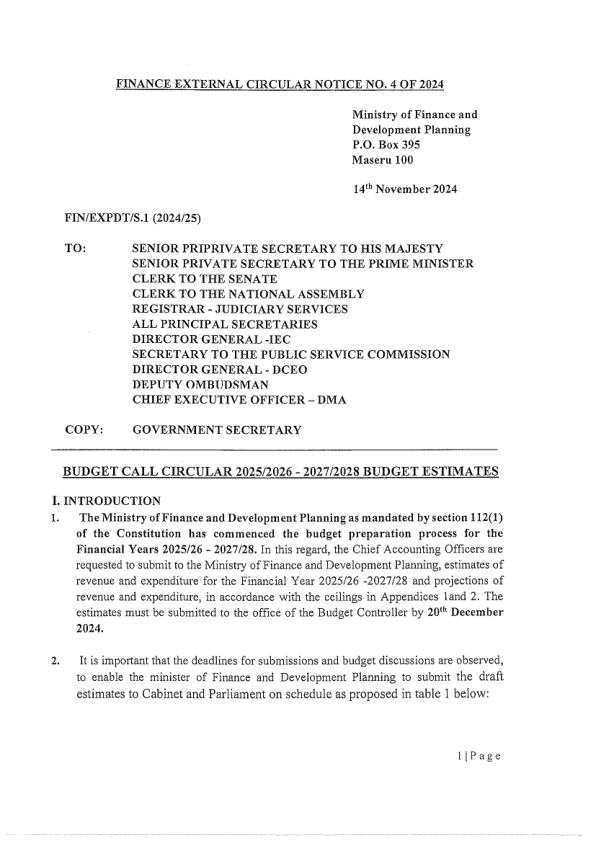 FINANCE EXTERNAL CIRCULAR NOTICE NO. 4 OF 2024
Ministry of Finance and
Development Planning
P.O. Box 395
Maseru 100
14th November 2024
FIN/EXPDT/S.1 (2024/25)
TO: SENIOR PRIPRIVATE SECRETARY TO HIS MAJESTY
SENIOR PRIVATE SECRETARY TO THE PRIME MINISTER
CLERK TO THE SENATE
CLERK TO THE NATIONAL ASSEMBLY
REGISTRAR - JUDICIARY SERVICES
ALL PRINCIPAL SECRETARIES
DIRECTOR GENERAL -IEC
SECRETARY TO THE PUBLIC SERVICE COMMISSION
DIRECTOR GENERAL - DCEO
DEPUTY OMBUDSMAN
CHIEF EXECUTIVE OFFICER – DMA
COPY: GOVERNMENT SECRETARY
BUDGET CALL CIRCULAR 2025/2026 - 2027/2028 BUDGET ESTIMATES
I. INTRODUCTION
1. The Ministry of Finance and Development Planning as mandated by section 112(1)
of the Constitution has commenced the budget preparation process for the
Financial Years 2025/26 - 2027/28. In this regard, the Chief Accounting Officers are
requested to submit to the Ministry of Finance and Development Planning, estimates of
revenue and expenditure for the Financial Year 2025/26 -2027/28 and projections of
revenue and expenditure, in accordance with the ceilings in Appendices 1and 2. The
estimates must be submitted to the office of the Budget Controller by 20th December
2024.
2. It is important that the deadlines for submissions and budget discussions are observed,
to enable the minister of Finance and Development Planning to submit the draft
estimates to Cabinet and Parliament on schedule as proposed in table 1 below:
1 | P a g e